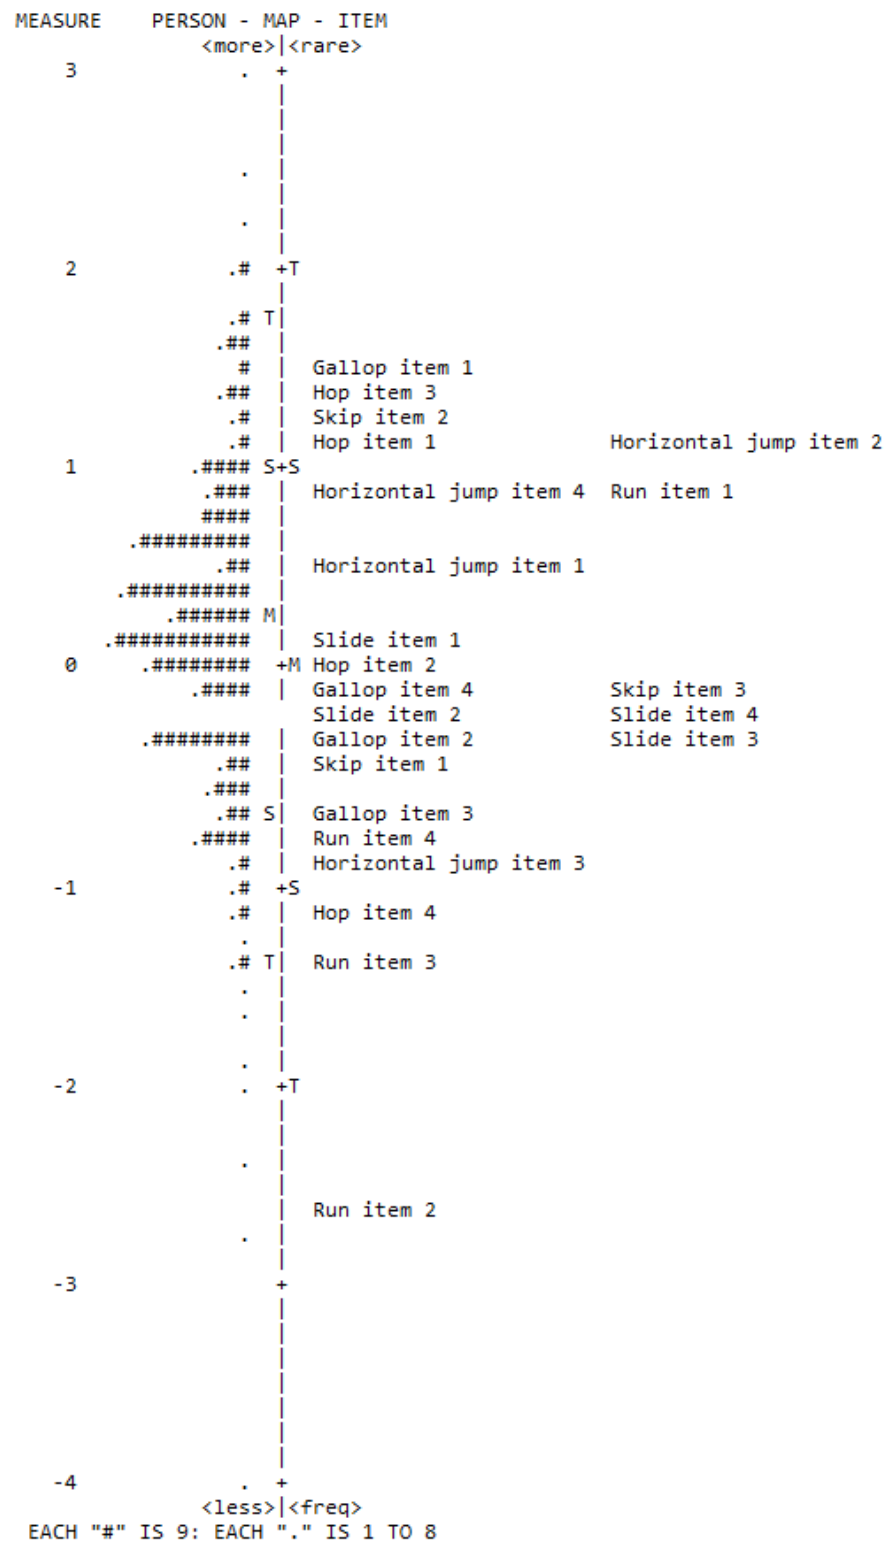 MEASURE    PERSON - MAP - ITEM
               <more>|<rare>
    3             .  +
                     |
                     |
                     |
                  .  |
                     |
                  .  |
                     |
    2            .#  +T
                     |
                 .# T|
                .##  |
                  #  |  Gallop item 1
                .##  |  Hop item 3
                 .#  |  Skip item 2
                 .#  |  Hop item 1              Horizontal jump item 2
    1         .#### S+S
               .###  |  Horizontal jump item 4  Run item 1
               ####  |
         .#########  |
                .##  |  Horizontal jump item 1
        .##########  |
            .###### M|
       .###########  |  Slide item 1
    0     .########  +M Hop item 2
              .####  |  Gallop item 4           Skip item 3
                        Slide item 2            Slide item 4
          .########  |  Gallop item 2           Slide item 3
                .##  |  Skip item 1
               .###  |
                .## S|  Gallop item 3
              .####  |  Run item 4
                 .#  |  Horizontal jump item 3
   -1            .#  +S
                 .#  |  Hop item 4
                  .  |
                 .# T|  Run item 3
                  .  |
                  .  |
                     |
                  .  |
   -2             .  +T
                     |
                     |
                  .  |
                     |
                     |  Run item 2
                  .  |
                     |
   -3                +
                     |
                     |
                     |
                     |
                     |
                     |
                     |
   -4             .  +
               <less>|<freq>
 EACH "#" IS 9: EACH "." IS 1 TO 8